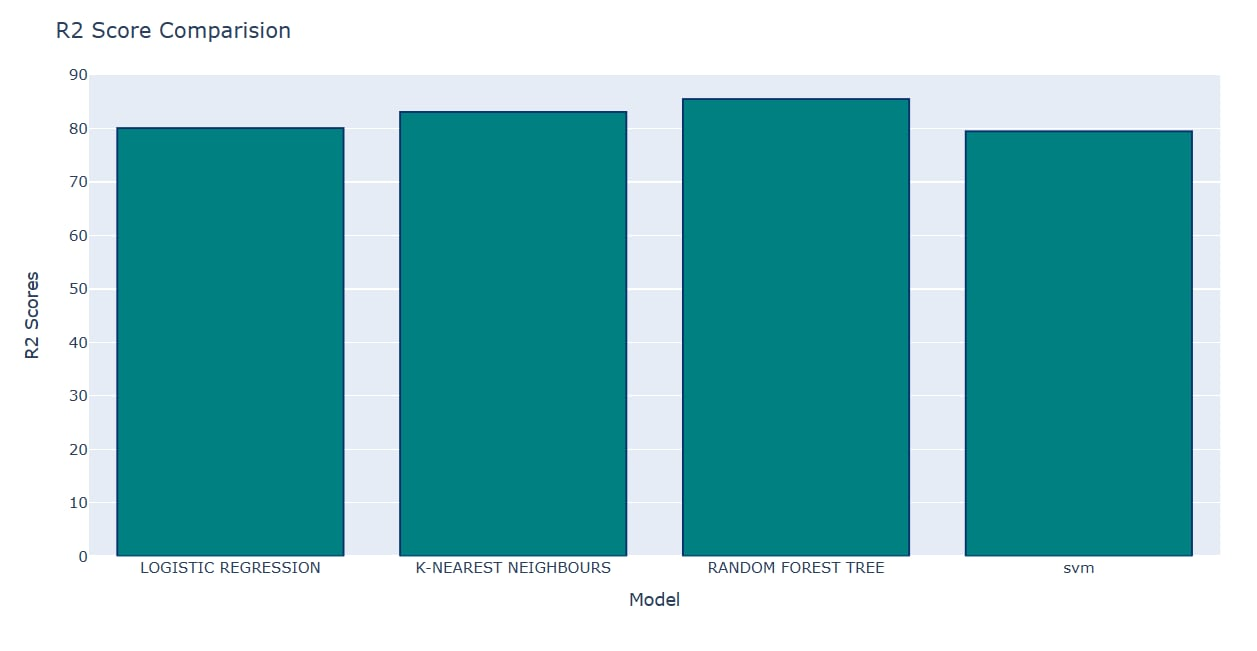 R2 Score Comparision
90
80
70
60
50
40
30
20
10
0
R2 Scores
LOGISTIC REGRESSION
K-NEAREST NEIGHBOURS
RANDOM FOREST TREE
svm
Model